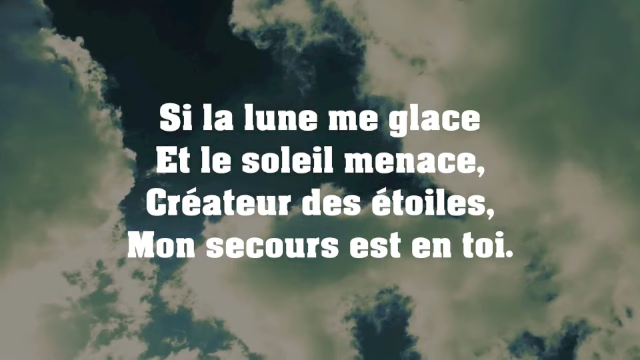 Si la lune me glace
Et le soleil menace,
Créateur des étoiles,
Mon secours est en toi.